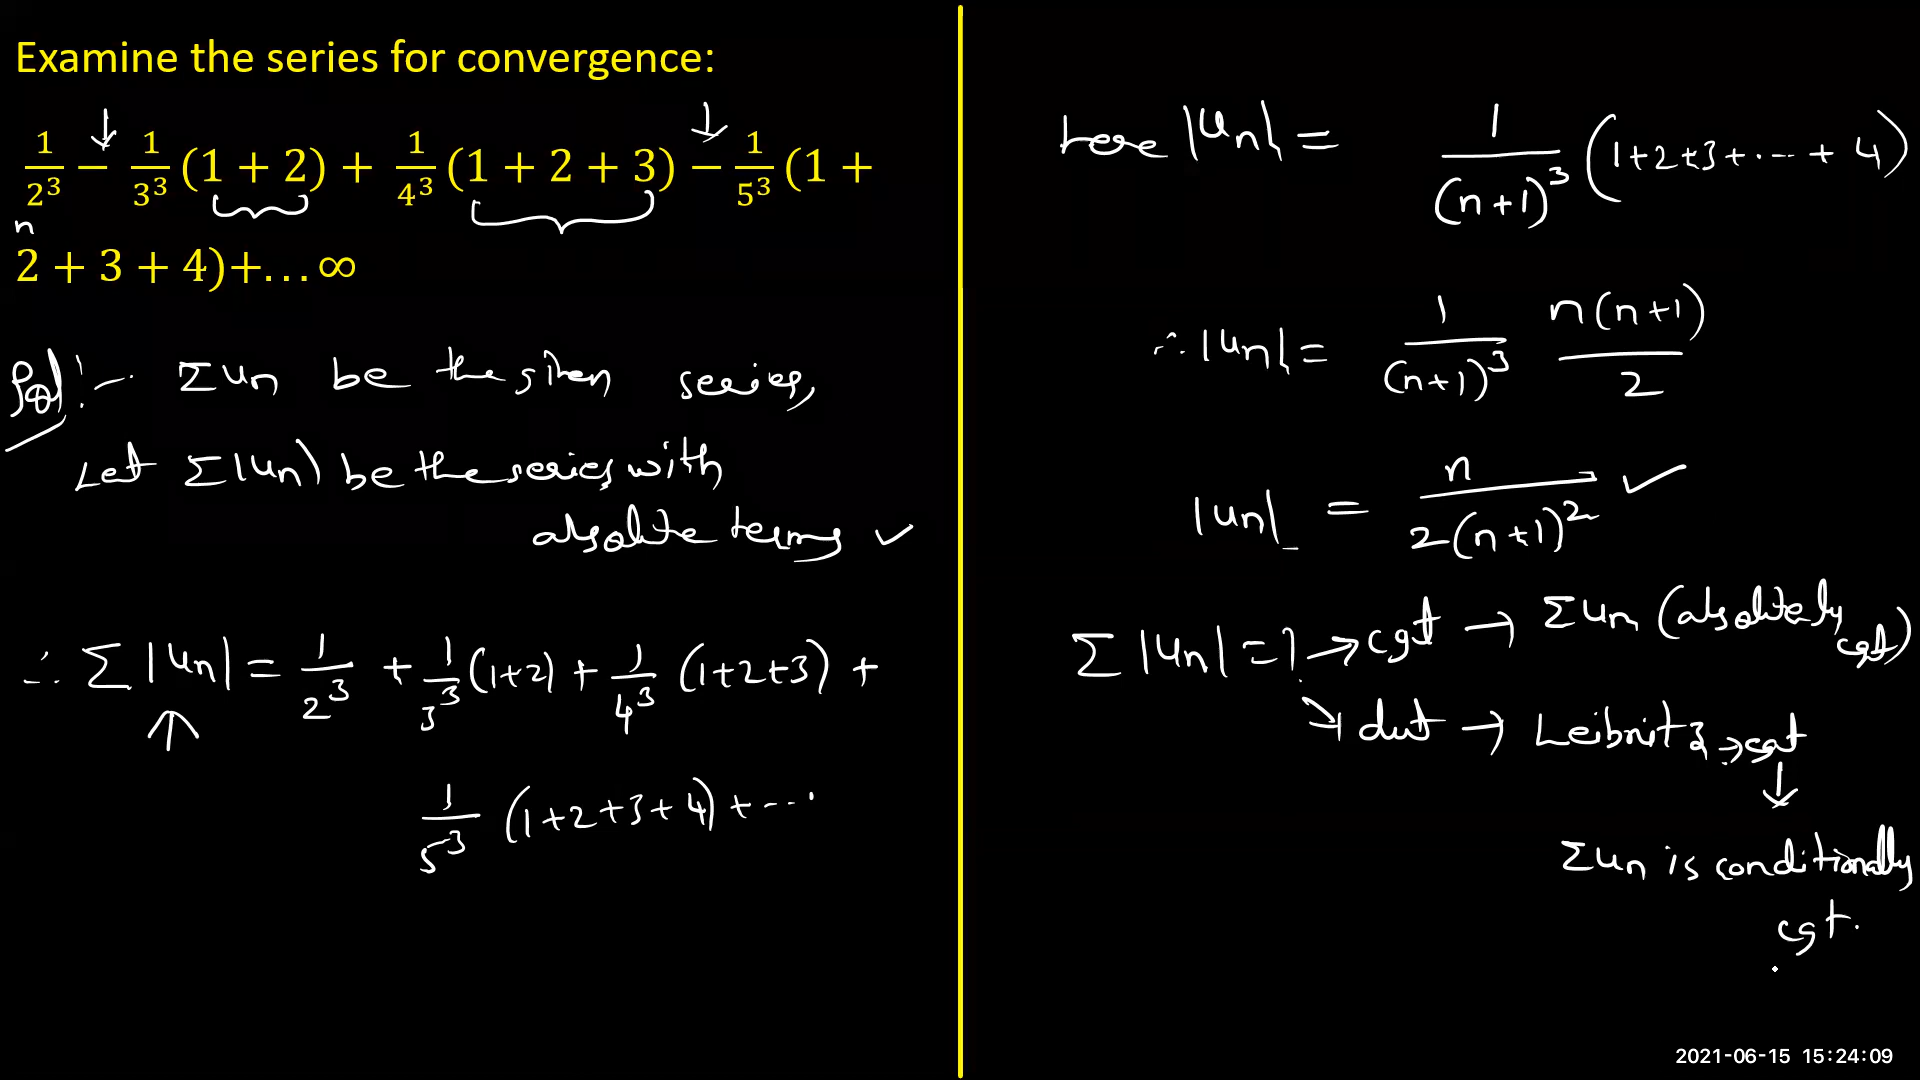 Examine the series for convergence:
1/2³ − 1/3³ (1 + 2) + 1/4³ (1 + 2 + 3) − 1/5³ (1 +
n
2 + 3 + 4)+…∞
Sol:- Σun be the given series,
Let Σ|un| be the series with
absolute terms ✓
∴ Σ|un| = 1/2³ + 1/3³ (1+2) + 1/4³ (1+2+3) +
1/5³ (1+2+3+4) + ...
here |un| = 1/(n+1)³ (1+2+3+...+4)
∴ |un| = 1/(n+1)³ n(n+1)/2
|un| = n/2(n+1)² ✓
Σ|un| = ? → cgt → Σun (absolutely cgt)
↘ dvt → Leibnitz → cgt
↓
Σun is conditionally
cgt.
2021-06-15 15:24:09